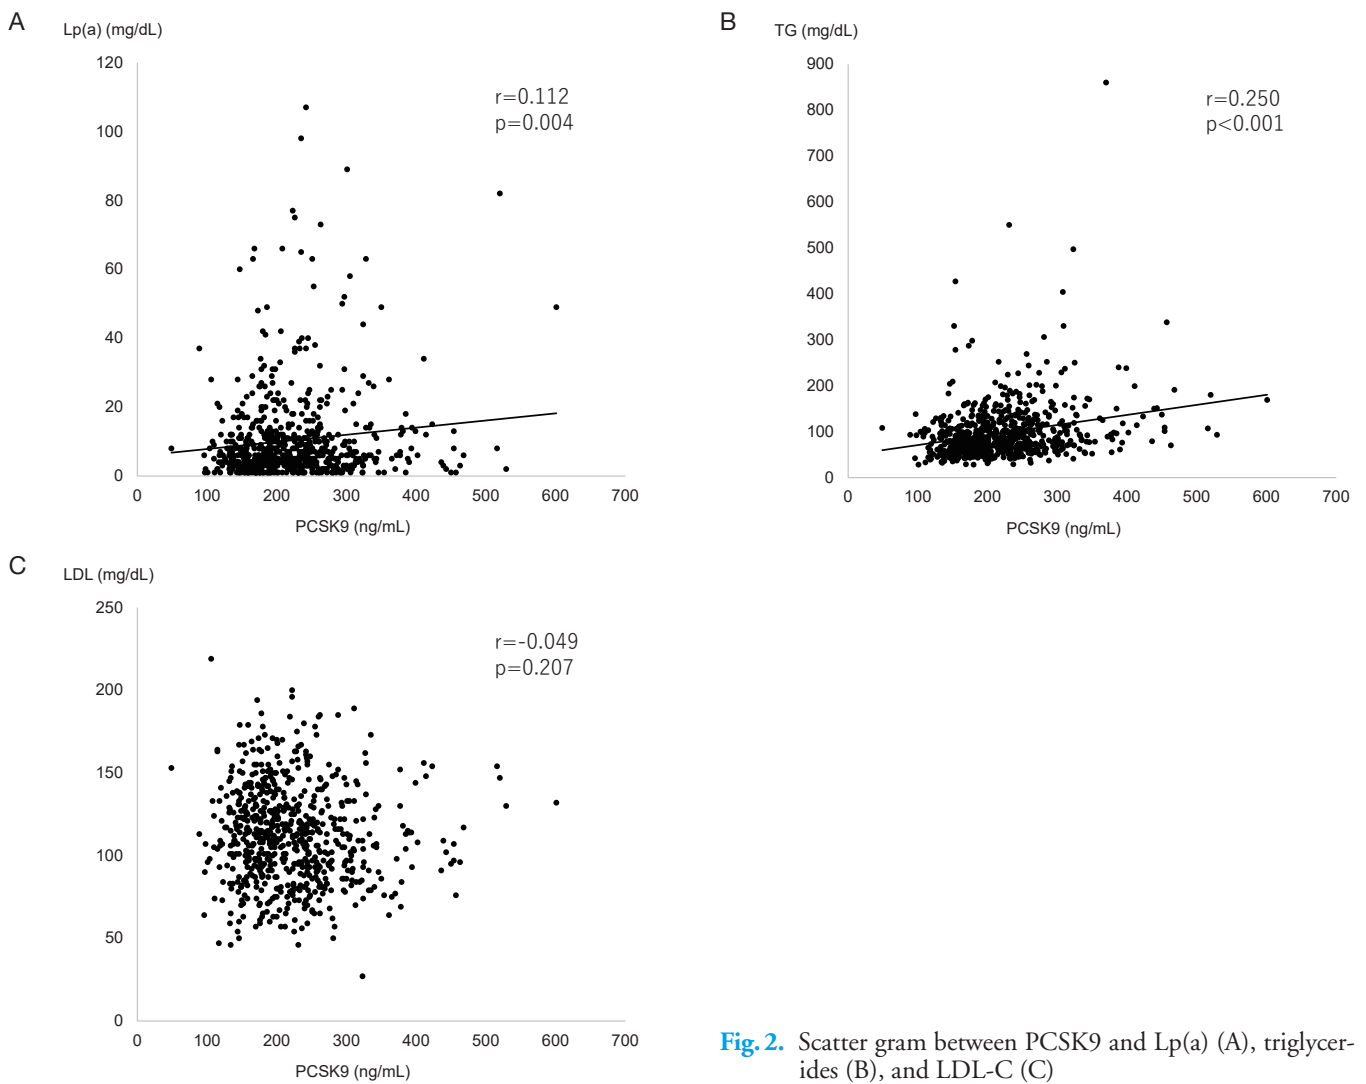 A
Lp(a) (mg/dL)
120
100
80
60
40
20
0
r=0.112
p=0.004
0 100 200 300 400 500 600 700
PCSK9 (ng/mL)
B
TG (mg/dL)
900
800
700
600
500
400
300
200
100
0
r=0.250
p<0.001
0 100 200 300 400 500 600 700
PCSK9 (ng/mL)
C
LDL (mg/dL)
250
200
150
100
50
0
r=-0.049
p=0.207
0 100 200 300 400 500 600 700
PCSK9 (ng/mL)
Fig. 2. Scatter gram between PCSK9 and Lp(a) (A), triglycer-
ides (B), and LDL-C (C)